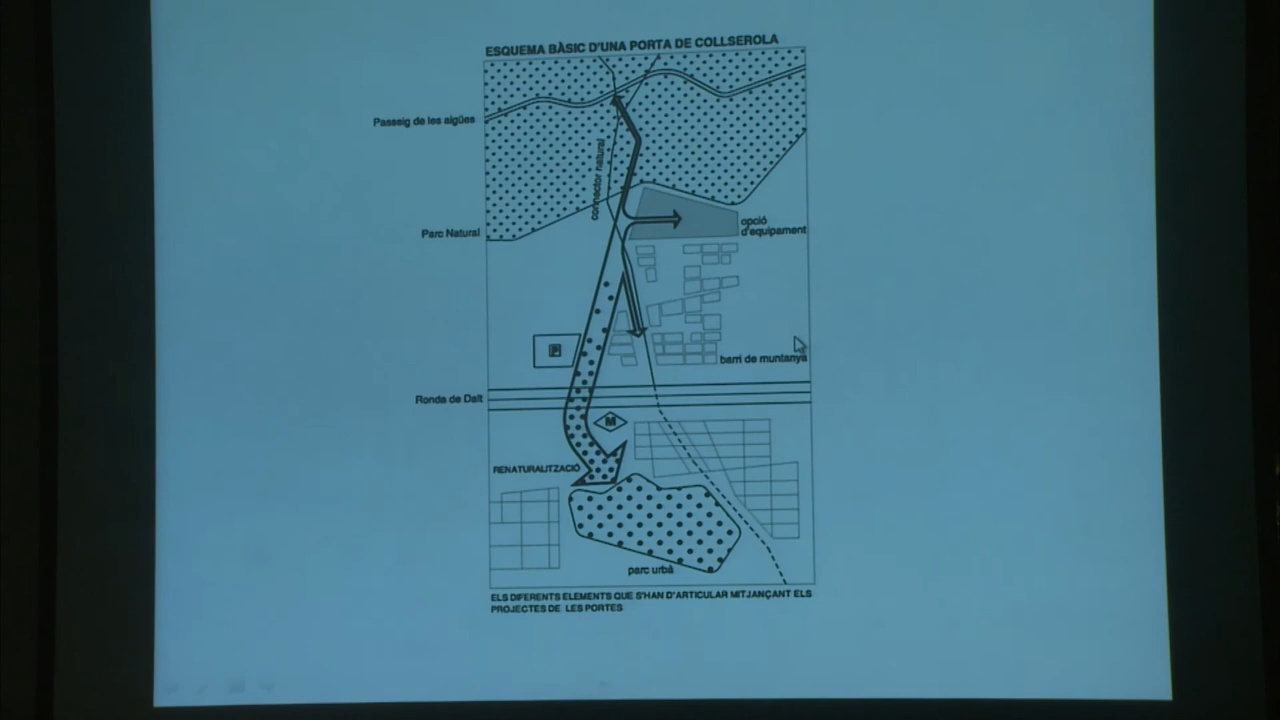 ESQUEMA BÀSIC D'UNA PORTA DE COLLSEROLA
Passeig de les aigües
connector natural
Parc Natural
opció
d'equipament
P
barri de muntanya
Ronda de Dalt
M
RENATURALITZACIÓ
parc urbà
ELS DIFERENTS ELEMENTS QUE S'HAN D'ARTICULAR MITJANÇANT ELS
PROJECTES DE LES PORTES